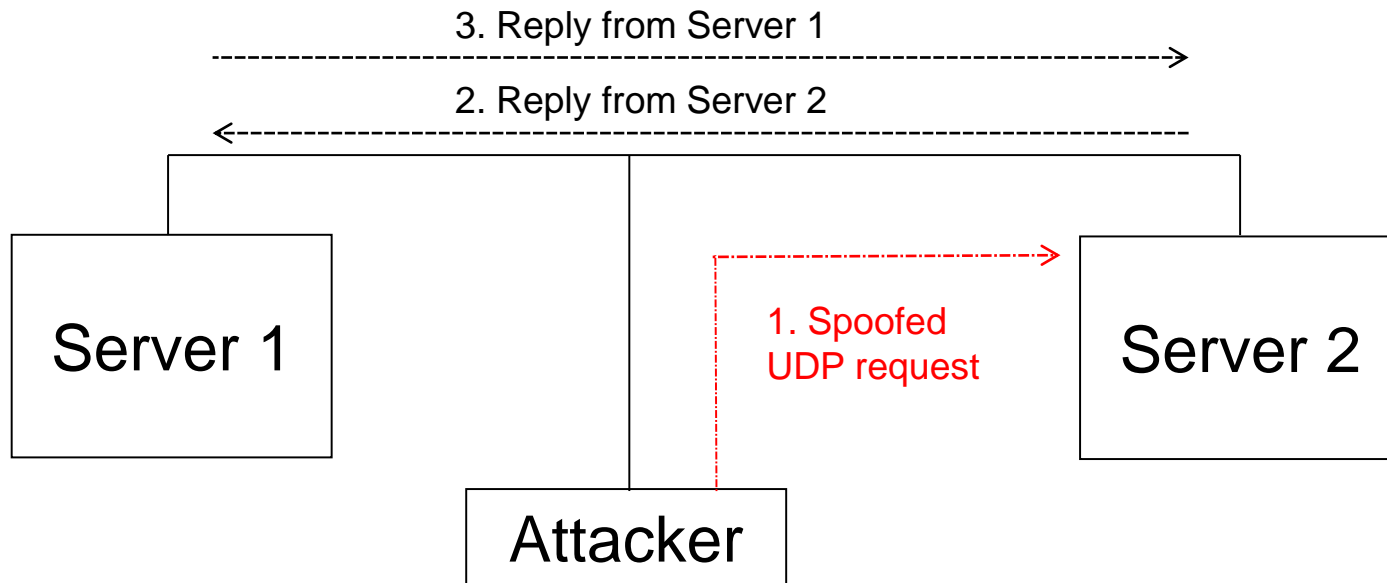 3. Reply from Server 1
2. Reply from Server 2
Server 1
1. Spoofed
UDP request
Server 2
Attacker